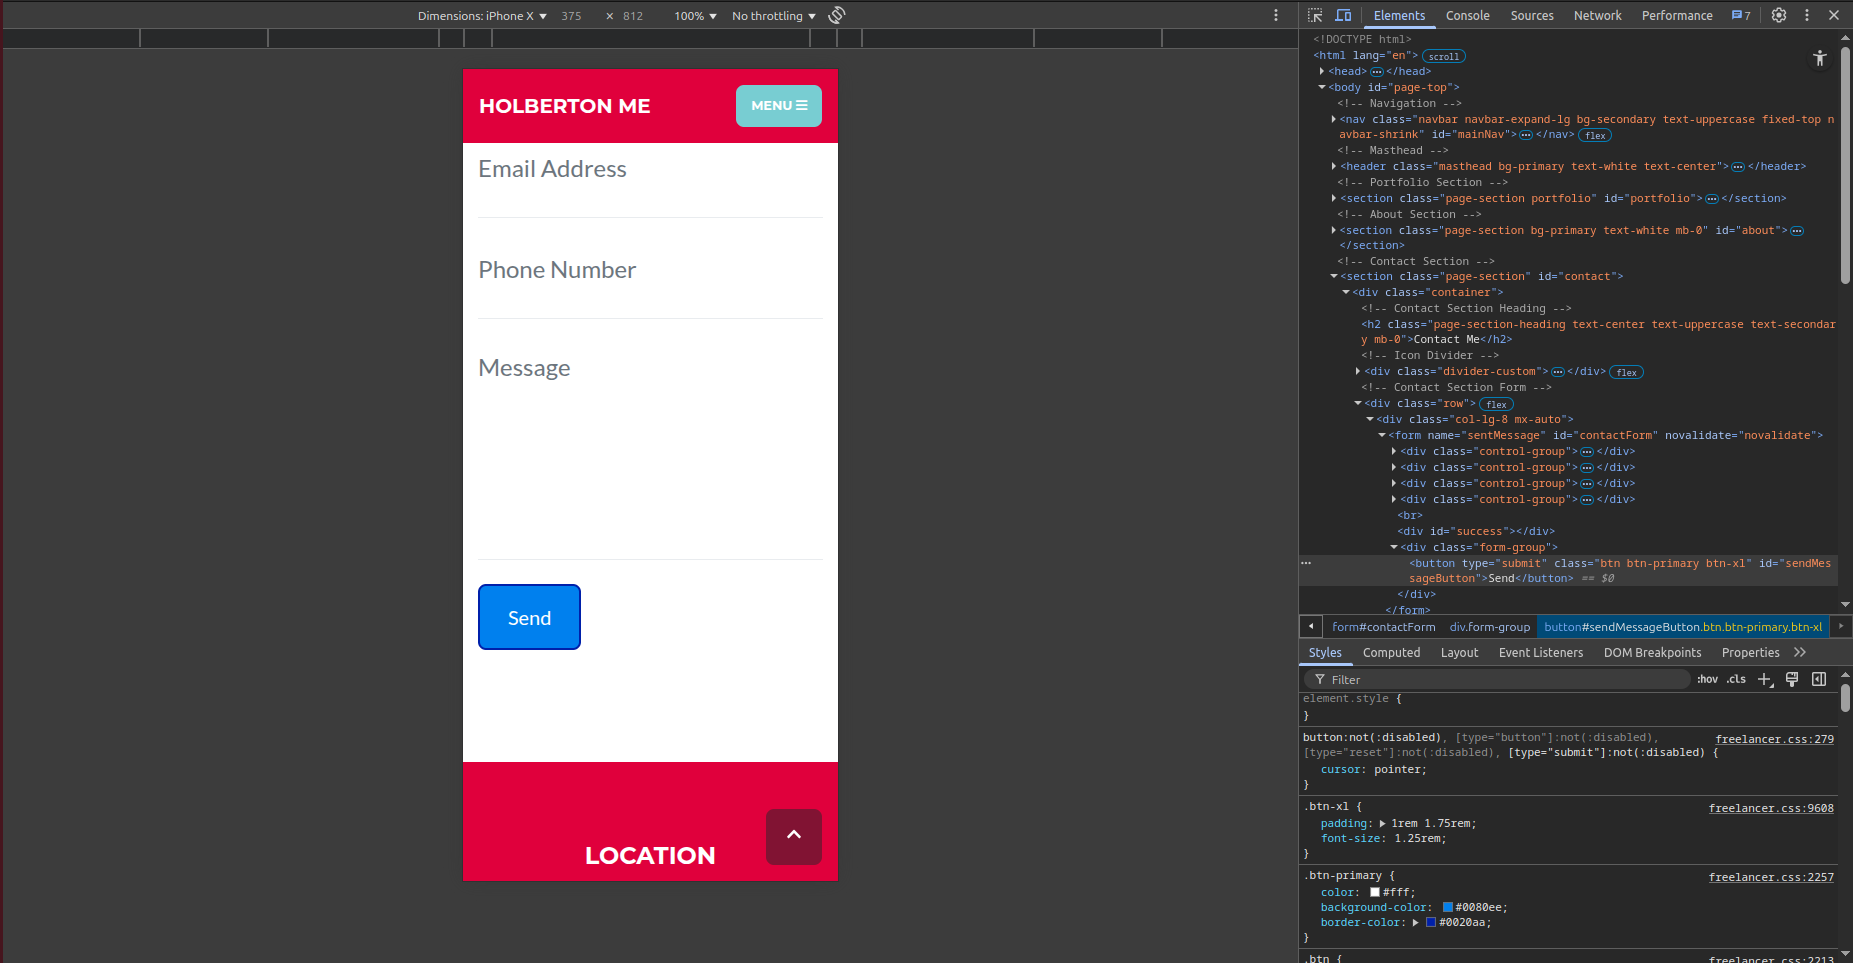 Dimensions: iPhone X ▼ 375 × 812 100% ▼ No throttling ▼
Elements Console Sources Network Performance 7
HOLBERTON ME
MENU
Email Address
Phone Number
Message
Send
LOCATION
<!DOCTYPE html>
<html lang="en"> scroll
<head> ••• </head>
<body id="page-top">
<!-- Navigation -->
<nav class="navbar navbar-expand-lg bg-secondary text-uppercase fixed-top n
avbar-shrink" id="mainNav"> ••• </nav> flex
<!-- Masthead -->
<header class="masthead bg-primary text-white text-center"> ••• </header>
<!-- Portfolio Section -->
<section class="page-section portfolio" id="portfolio"> ••• </section>
<!-- About Section -->
<section class="page-section bg-primary text-white mb-0" id="about"> •••
</section>
<!-- Contact Section -->
<section class="page-section" id="contact">
<div class="container">
<!-- Contact Section Heading -->
<h2 class="page-section-heading text-center text-uppercase text-secondar
y mb-0">Contact Me</h2>
<!-- Icon Divider -->
<div class="divider-custom"> ••• </div> flex
<!-- Contact Section Form -->
<div class="row"> flex
<div class="col-lg-8 mx-auto">
<form name="sentMessage" id="contactForm" novalidate="novalidate">
<div class="control-group"> ••• </div>
<div class="control-group"> ••• </div>
<div class="control-group"> ••• </div>
<div class="control-group"> ••• </div>
<br>
<div id="success"></div>
<div class="form-group">
<button type="submit" class="btn btn-primary btn-xl" id="sendMes
sageButton">Send</button> == $0
</div>
</form>
form#contactForm div.form-group button#sendMessageButton.btn.btn-primary.btn-xl
Styles Computed Layout Event Listeners DOM Breakpoints Properties
Filter :hov .cls
element.style {
}
button:not(:disabled), [type="button"]:not(:disabled), freelancer.css:279
[type="reset"]:not(:disabled), [type="submit"]:not(:disabled) {
cursor: pointer;
}
.btn-xl { freelancer.css:9608
padding: 1rem 1.75rem;
font-size: 1.25rem;
}
.btn-primary { freelancer.css:2257
color: #fff;
background-color: #0080ee;
border-color: #0020aa;
}
.btn { freelancer.css:2213